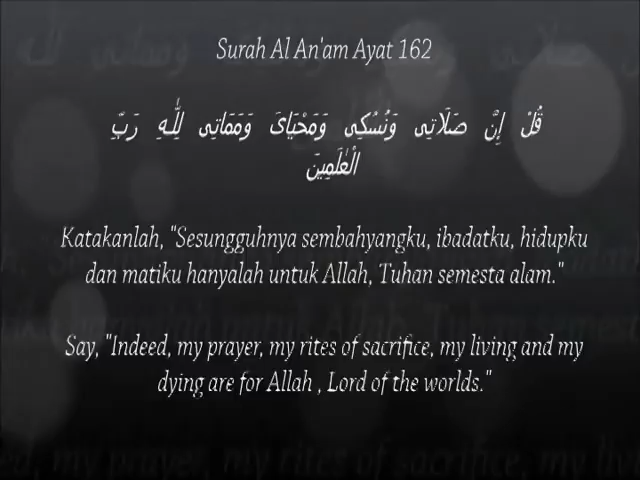 Surah Al An'am Ayat 162
قُلْ إِنَّ صَلَاتِى وَنُسُكِى وَمَحْيَاىَ وَمَمَاتِى لِلَّهِ رَبِّ
الْعَٰلَمِينَ
Katakanlah, "Sesungguhnya sembahyangku, ibadatku, hidupku
dan matiku hanyalah untuk Allah, Tuhan semesta alam."
Say, "Indeed, my prayer, my rites of sacrifice, my living and my
dying are for Allah , Lord of the worlds."